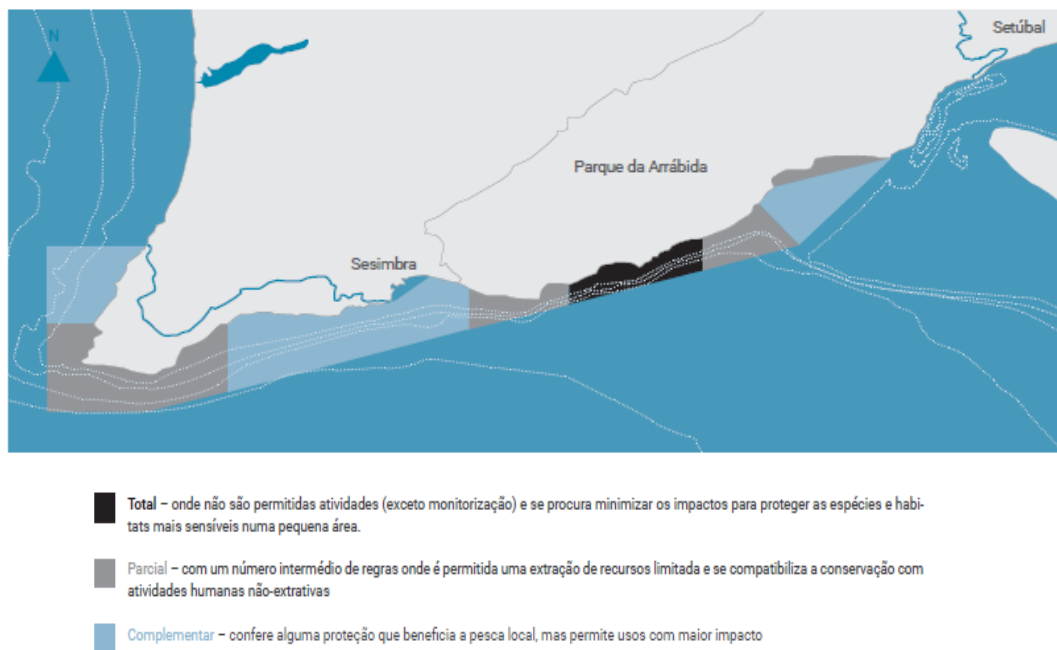 N
Setúbal
Parque da Arrábida
Sesimbra
Total – onde não são permitidas atividades (exceto monitorização) e se procura minimizar os impactos para proteger as espécies e habi-
tats mais sensíveis numa pequena área.
Parcial – com um número intermédio de regras onde é permitida uma extração de recursos limitada e se compatibiliza a conservação com
atividades humanas não-extrativas
Complementar – confere alguma proteção que beneficia a pesca local, mas permite usos com maior impacto